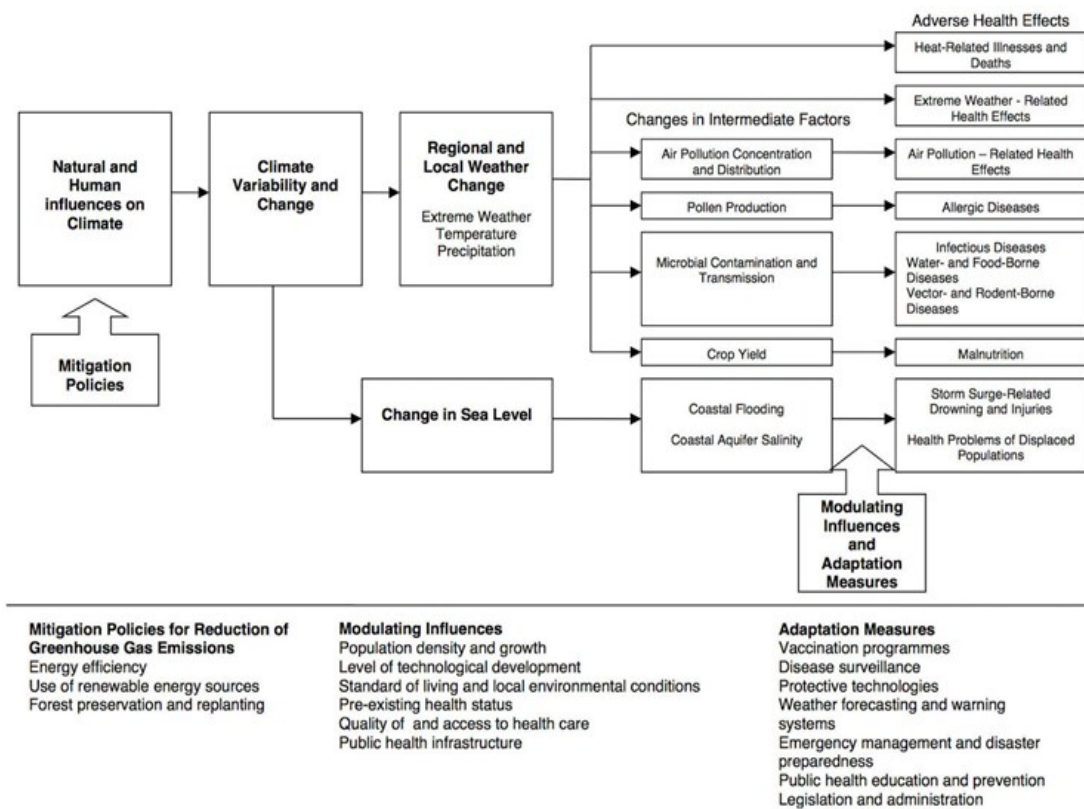 Adverse Health Effects
Heat-Related Illnesses and
Deaths
Extreme Weather - Related
Health Effects
Changes in Intermediate Factors
Natural and
Human
influences on
Climate
Climate
Variability and
Change
Regional and
Local Weather
Change
Extreme Weather
Temperature
Precipitation
Air Pollution Concentration
and Distribution
Air Pollution – Related Health
Effects
Pollen Production
Allergic Diseases
Microbial Contamination and
Transmission
Infectious Diseases
Water- and Food-Borne
Diseases
Vector- and Rodent-Borne
Diseases
Crop Yield
Malnutrition
Mitigation
Policies
Change in Sea Level
Coastal Flooding
Coastal Aquifer Salinity
Storm Surge-Related
Drowning and Injuries
Health Problems of Displaced
Populations
Modulating
Influences
and
Adaptation
Measures
Mitigation Policies for Reduction of
Greenhouse Gas Emissions
Energy efficiency
Use of renewable energy sources
Forest preservation and replanting
Modulating Influences
Population density and growth
Level of technological development
Standard of living and local environmental conditions
Pre-existing health status
Quality of and access to health care
Public health infrastructure
Adaptation Measures
Vaccination programmes
Disease surveillance
Protective technologies
Weather forecasting and warning
systems
Emergency management and disaster
preparedness
Public health education and prevention
Legislation and administration